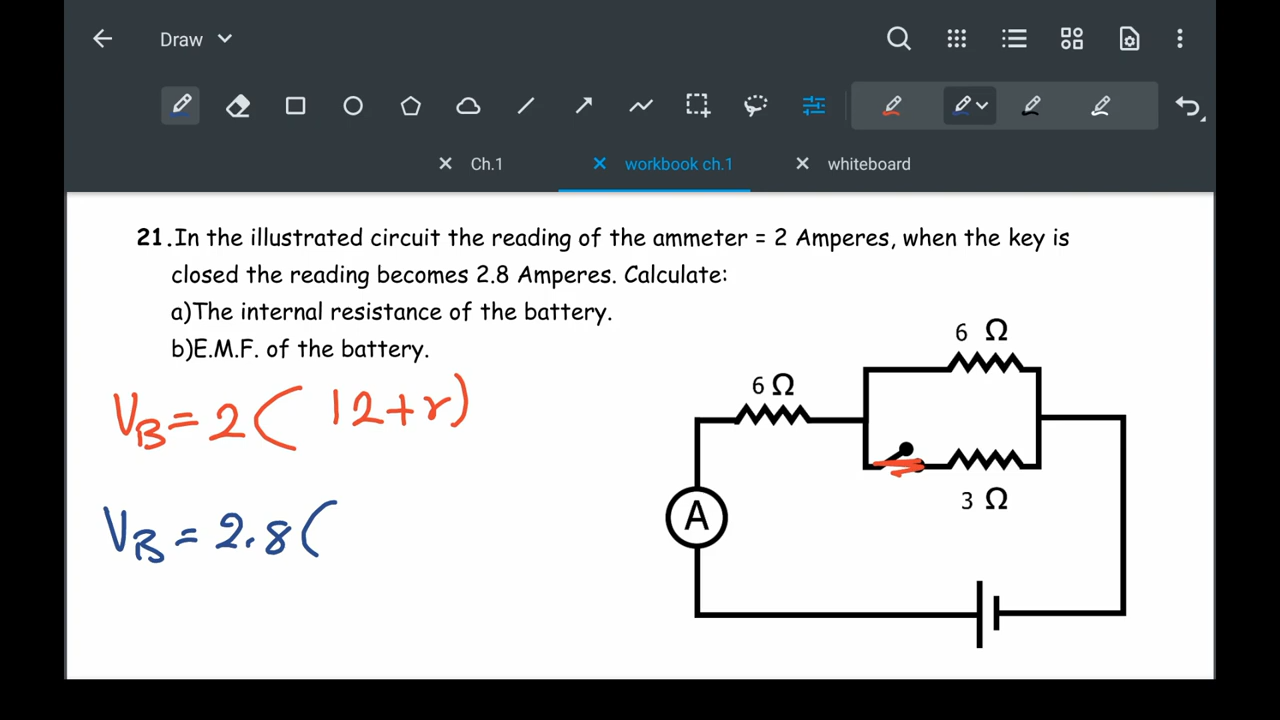 Draw
Ch.1
workbook ch.1
whiteboard
21.In the illustrated circuit the reading of the ammeter = 2 Amperes, when the key is
closed the reading becomes 2.8 Amperes. Calculate:
a)The internal resistance of the battery.
b)E.M.F. of the battery.
6 Ω
6 Ω
V_B = 2 ( 12 + r )
3 Ω
A
V_B = 2.8 (